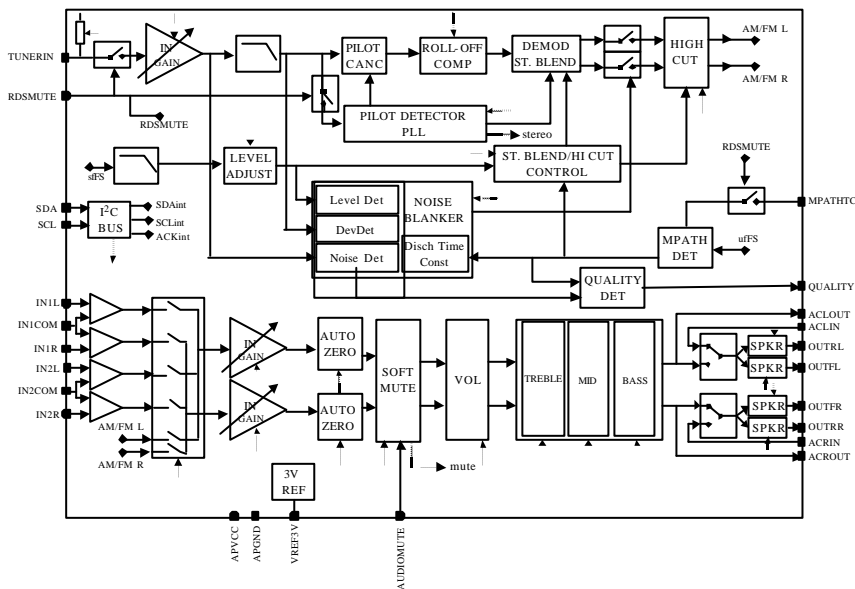 TUNERIN
IN
GAIN
PILOT
CANC
ROLL-OFF
COMP
DEMOD
ST. BLEND
HIGH
CUT
AM/FM L
AM/FM R
RDSMUTE
RDSMUTE
PILOT DETECTOR
PLL
stereo
RDSMUTE
sfFS
LEVEL
ADJUST
ST. BLEND/HI CUT
CONTROL
SDA
SCL
I2C
BUS
SDAint
SCLint
ACKint
Level Det
DevDet
Noise Det
NOISE
BLANKER
Disch Time
Const
MPATH
DET
ufFS
MPATHTC
QUALITY
DET
QUALITY
IN1L
IN1COM
IN1R
IN2L
IN2COM
IN2R
AM/FM L
AM/FM R
IN
GAIN
IN
GAIN
AUTO
ZERO
AUTO
ZERO
SOFT
MUTE
VOL
TREBLE
MID
BASS
SPKR
SPKR
SPKR
SPKR
ACLOUT
ACLIN
OUTRL
OUTFL
OUTFR
OUTRR
ACRIN
ACROUT
mute
3V
REF
APVCC
APGND
VREF3V
AUDIOMUTE